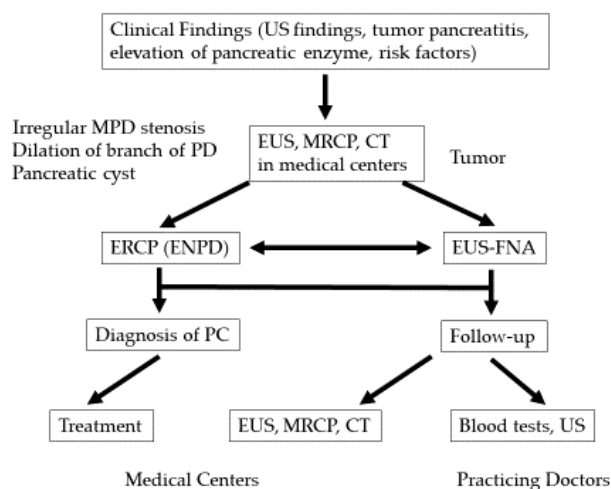 Clinical Findings (US findings, tumor pancreatitis,
elevation of pancreatic enzyme, risk factors)
Irregular MPD stenosis
Dilation of branch of PD
Pancreatic cyst
EUS, MRCP, CT
in medical centers
Tumor
ERCP (ENPD)
EUS-FNA
Diagnosis of PC
Follow-up
Treatment
EUS, MRCP, CT
Blood tests, US
Medical Centers
Practicing Doctors